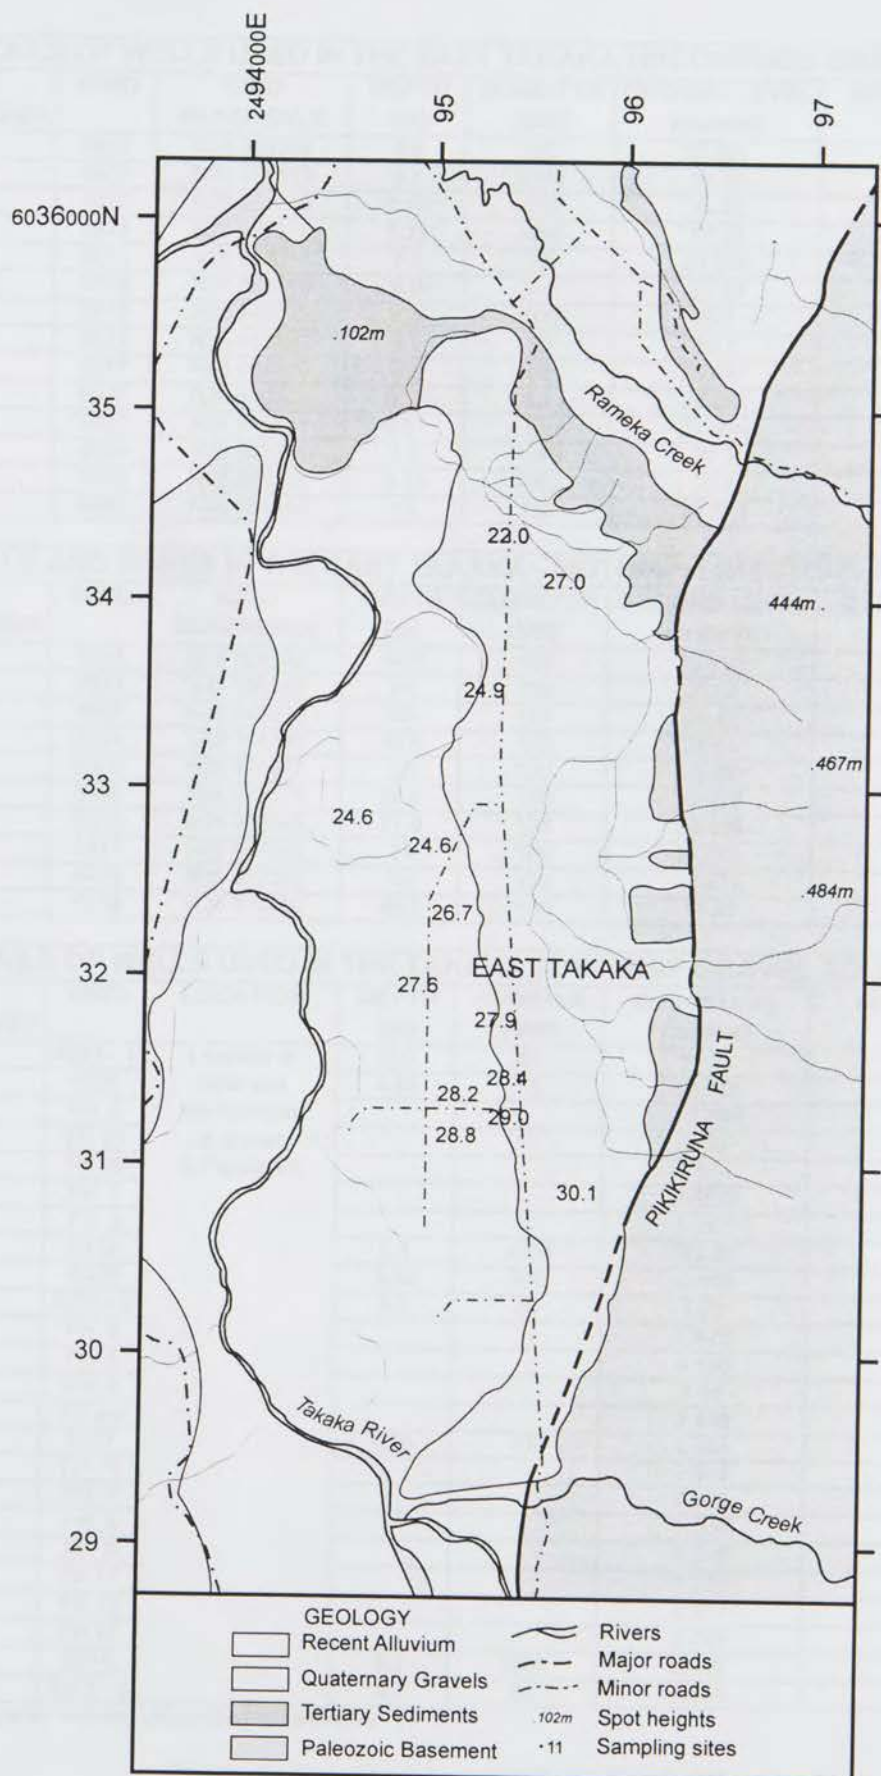 2494000E
95
96
97
6036000N
.102m
35
Rameka Creek
22.0
27.0
34
444m .
24.9
33
.467m
24.6
24.6
.484m
26.7
32
EAST TAKAKA
27.6
27.9
28.4
28.2
29.0
28.8
31
30.1
PIKIKIRUNA FAULT
30
Takaka River
Gorge Creek
29
GEOLOGY
Recent Alluvium
Quaternary Gravels
Tertiary Sediments
Paleozoic Basement
Rivers
Major roads
Minor roads
.102m Spot heights
•11 Sampling sites